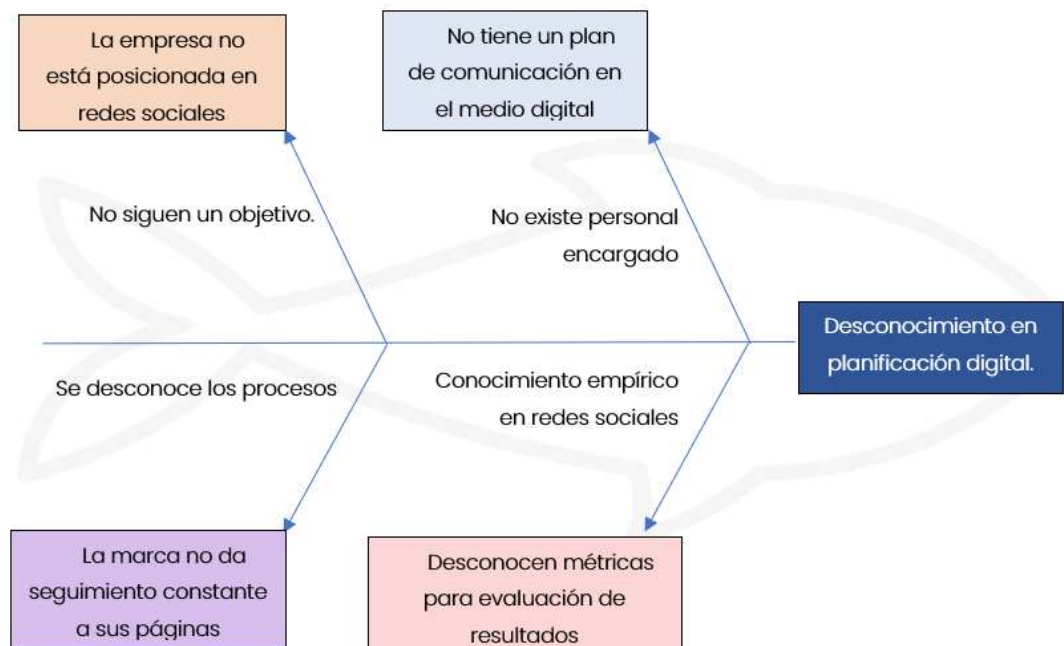 La empresa no
está posicionada en
redes sociales
No tiene un plan
de comunicación en
el medio digital
No siguen un objetivo.
No existe personal
encargado
Desconocimiento en
planificación digital.
Se desconoce los procesos
Conocimiento empírico
en redes sociales
La marca no da
seguimiento constante
a sus páginas
Desconocen métricas
para evaluación de
resultados